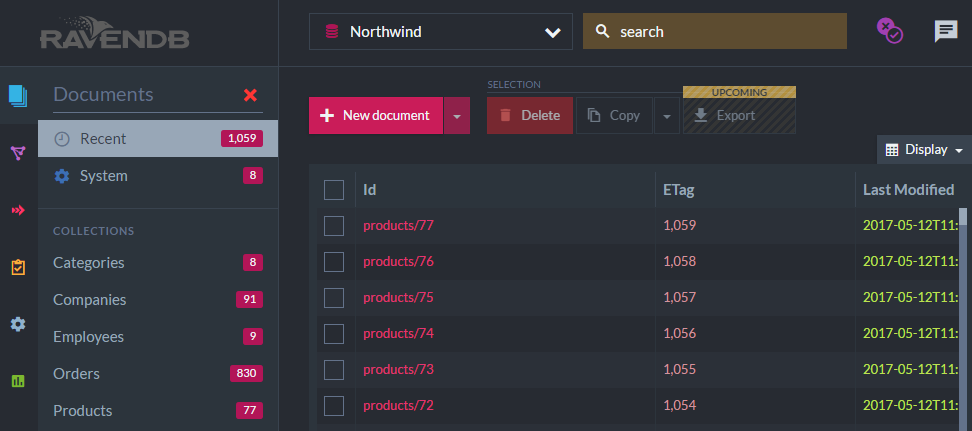 RAVENDB
Northwind
search
Documents
Recent 1,059
System 8
COLLECTIONS
Categories 8
Companies 91
Employees 9
Orders 830
Products 77
SELECTION
UPCOMING
New document
Delete
Copy
Export
Display
Id ETag Last Modified
products/77 1,059 2017-05-12T11:
products/76 1,058 2017-05-12T11:
products/75 1,057 2017-05-12T11:
products/74 1,056 2017-05-12T11:
products/73 1,055 2017-05-12T11:
products/72 1,054 2017-05-12T11: